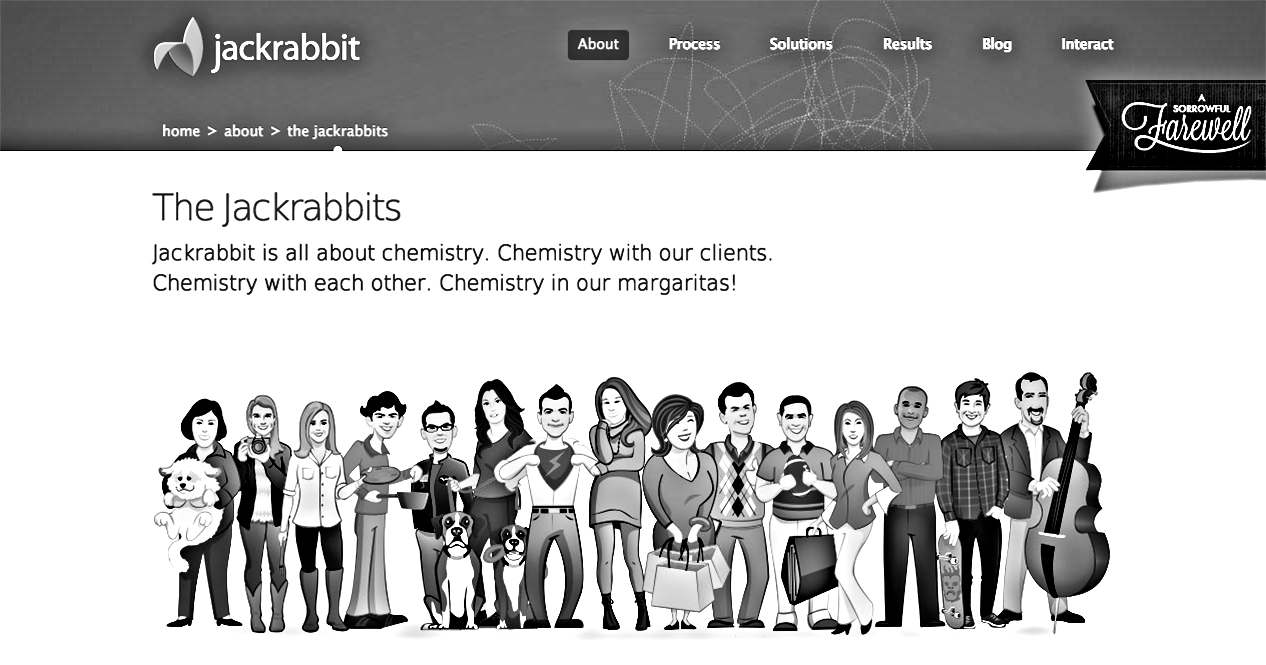 jackrabbit
About
Process
Solutions
Results
Blog
Interact
A
SORROWFUL
Farewell
home > about > the jackrabbits
The Jackrabbits
Jackrabbit is all about chemistry. Chemistry with our clients.
Chemistry with each other. Chemistry in our margaritas!